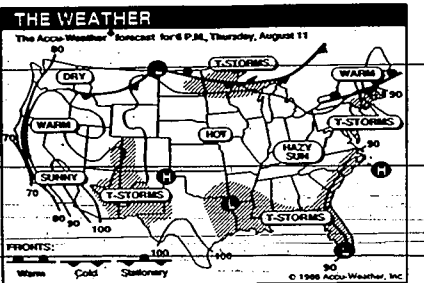 THE WEATHER
The Accu-Weather forecast for 6 P.M., Thursday, August 11
80
T-STORMS
DRY
WARM
90
WARM
HOT
T-STORMS
70
HAZY SUN
90
SUNNY
H
H
T-STORMS
L
T-STORMS
70
80 90 100
100
100
90
FRONTS:
Warm Cold Stationary
© 1988 Accu-Weather, Inc